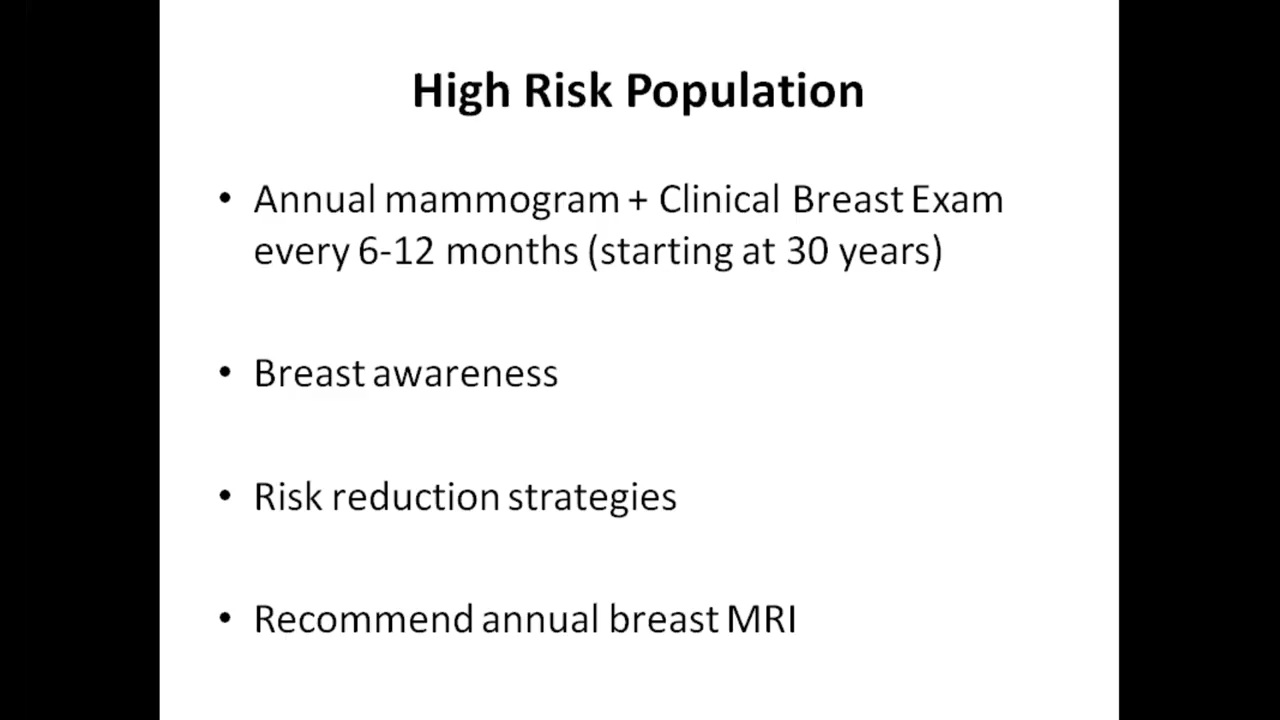 High Risk Population
• Annual mammogram + Clinical Breast Exam
every 6-12 months (starting at 30 years)
• Breast awareness
• Risk reduction strategies
• Recommend annual breast MRI